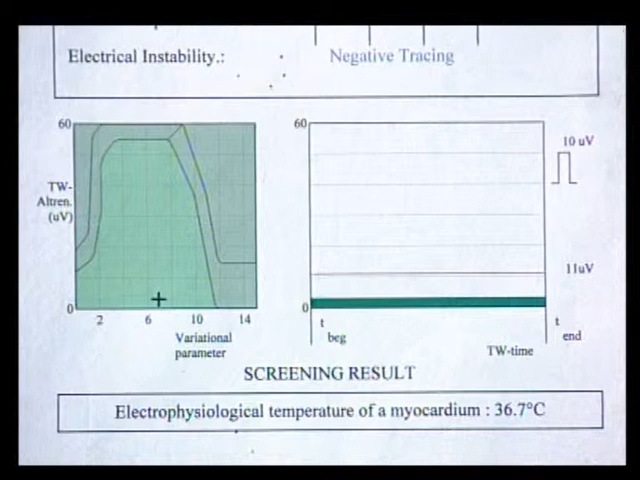 Electrical Instability.: Negative Tracing
60
TW-
Altren.
(uV)
0
2 6 10 14
Variational
parameter
60
0
10 uV
11uV
t
beg
t
end
TW-time
SCREENING RESULT
Electrophysiological temperature of a myocardium : 36.7°C